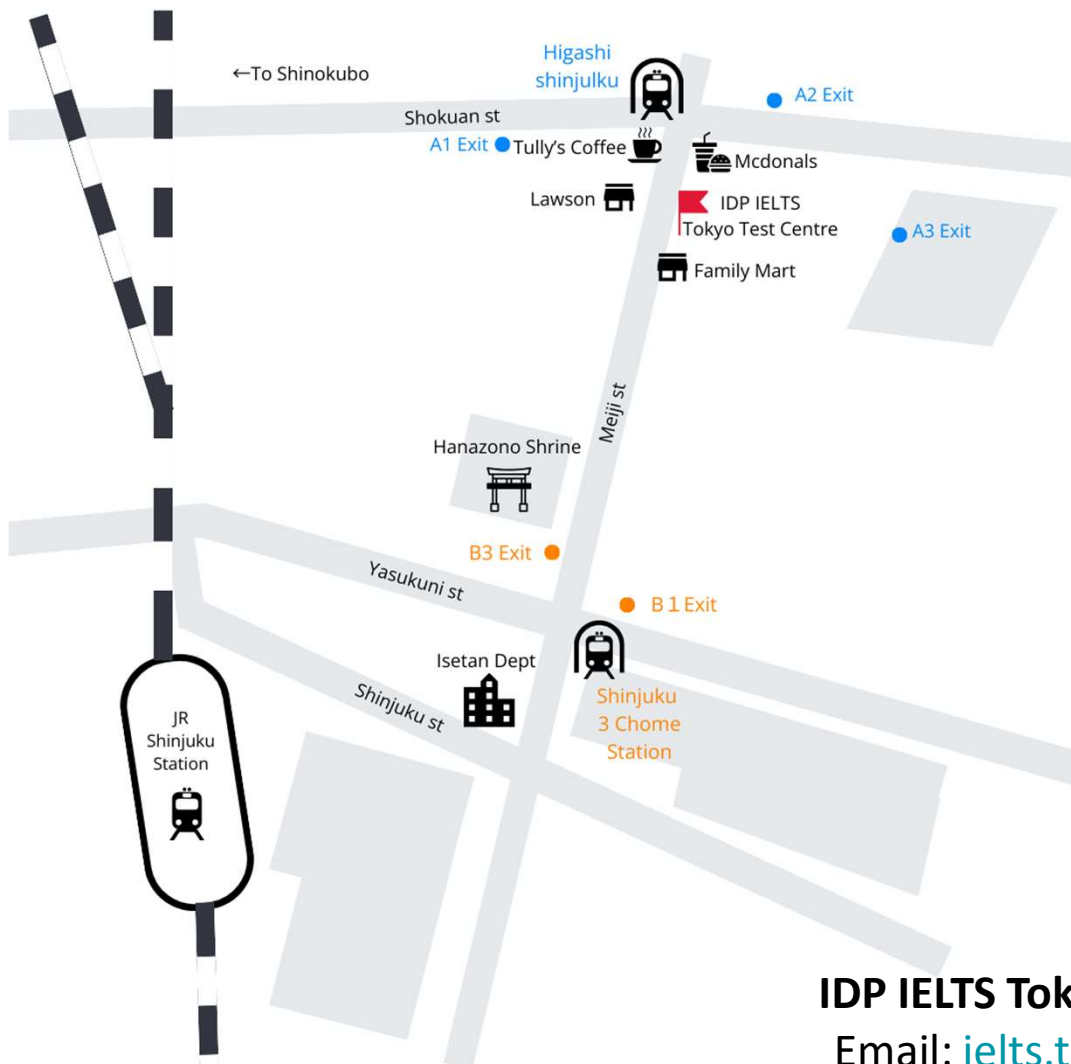 ←To Shinokubo
Higashi
shinjulku
A2 Exit
Shokuan st
A1 Exit
Tully's Coffee
Mcdonals
Lawson
IDP IELTS
Tokyo Test Centre
A3 Exit
Family Mart
Meiji st
Hanazono Shrine
B3 Exit
Yasukuni st
B 1 Exit
Isetan Dept
Shinjuku st
Shinjuku
3 Chome
Station
JR
Shinjuku
Station
IDP IELTS Tok
Email: ielts.t